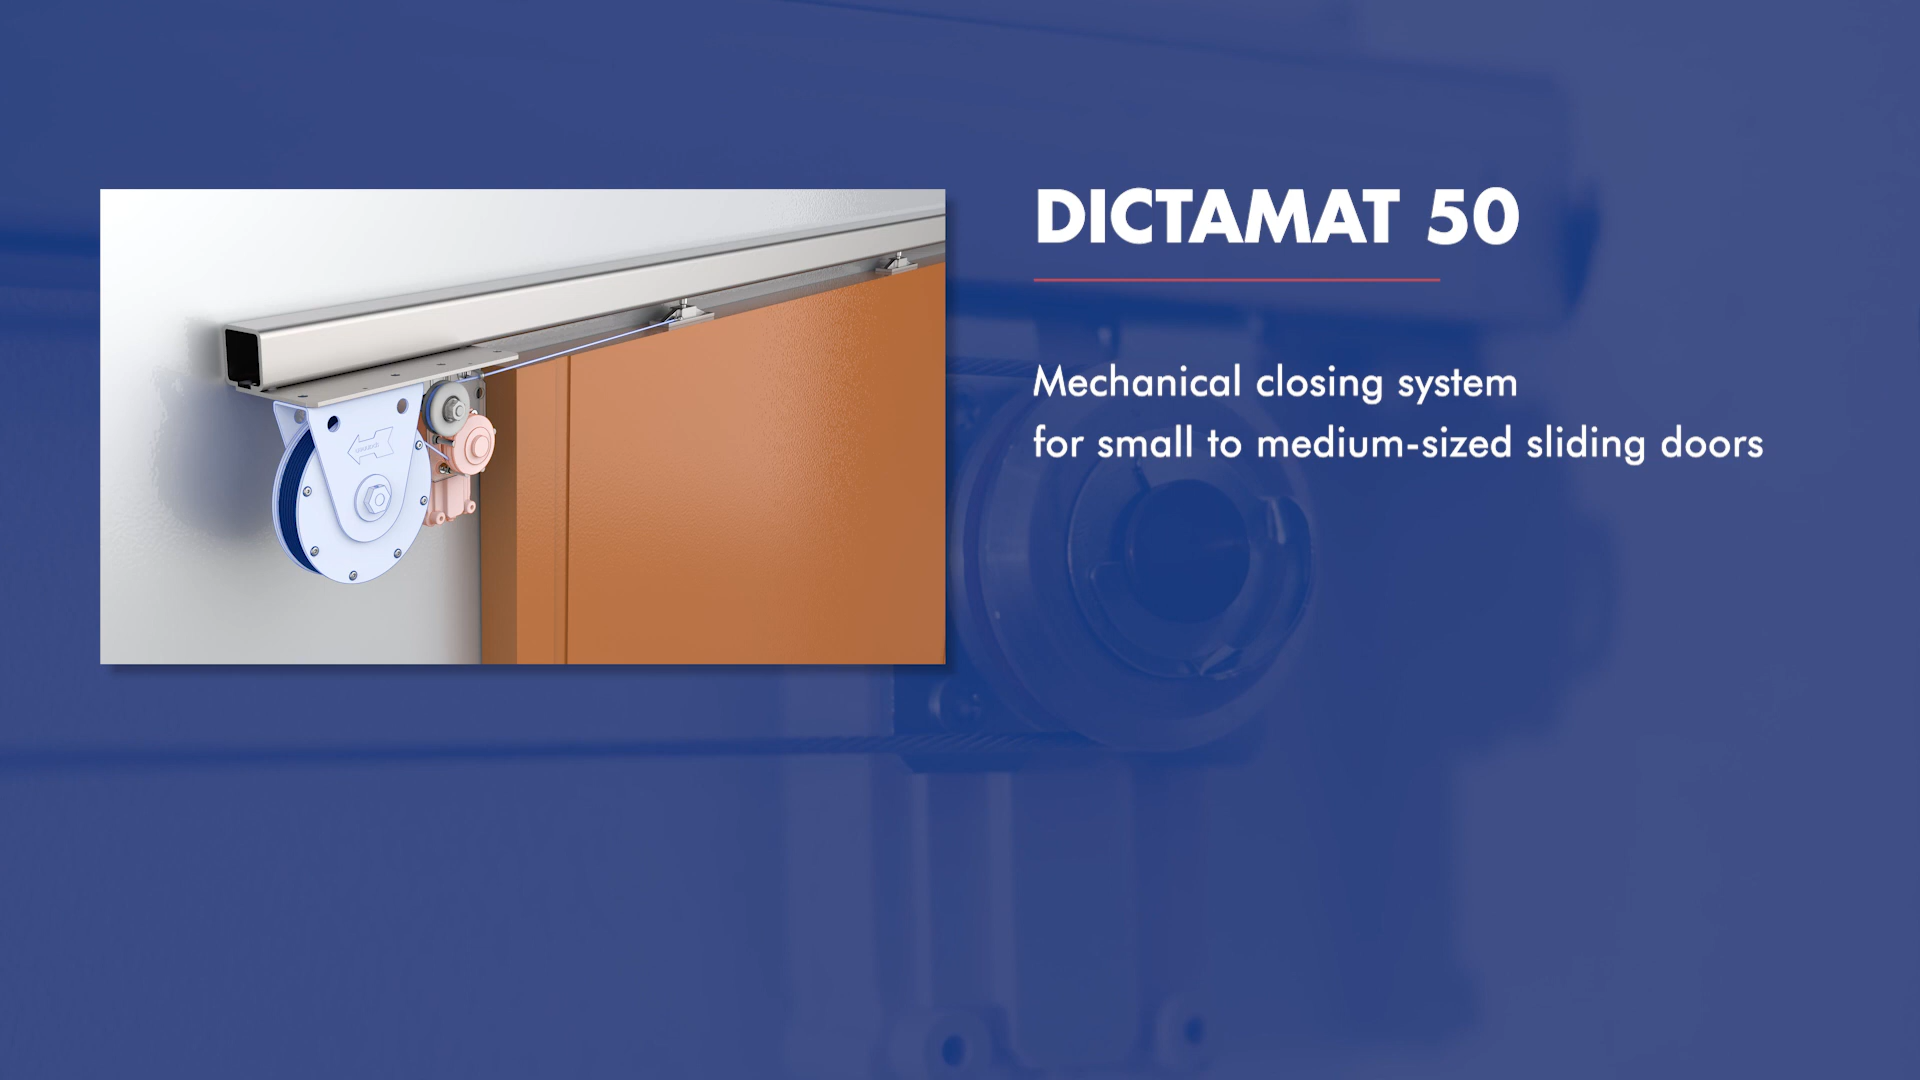 DICTAMAT 50
Mechanical closing system
for small to medium-sized sliding doors